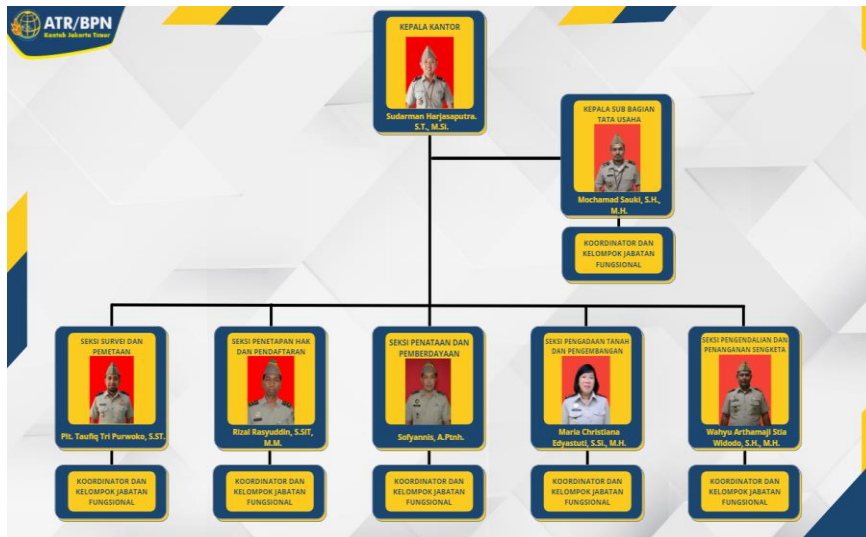 ATR/BPN
Kantah Jakarta Timur
KEPALA KANTOR
Sudarman Harjasaputra.
S.T., M.Si.
KEPALA SUB BAGIAN
TATA USAHA
Mochamad Sauki, S.H.,
M.H.
KOORDINATOR DAN
KELOMPOK JABATAN
FUNGSIONAL
SEKSI SURVEI DAN
PEMETAAN
Plt. Taufiq Tri Purwoko, S.ST.
KOORDINATOR DAN
KELOMPOK JABATAN
FUNGSIONAL
SEKSI PENETAPAN HAK
DAN PENDAFTARAN
Rizal Rasyuddin, S.SiT,
M.M.
KOORDINATOR DAN
KELOMPOK JABATAN
FUNGSIONAL
SEKSI PENATAAN DAN
PEMBERDAYAAN
Sofyannis, A.Ptnh.
KOORDINATOR DAN
KELOMPOK JABATAN
FUNGSIONAL
SEKSI PENGADAAN TANAH
DAN PENGEMBANGAN
Maria Christiana
Edyastuti, S.Si., M.H.
KOORDINATOR DAN
KELOMPOK JABATAN
FUNGSIONAL
SEKSI PENGENDALIAN DAN
PENANGANAN SENGKETA
Wahyu Arthamaji Stia
Widodo, S.H., M.H.
KOORDINATOR DAN
KELOMPOK JABATAN
FUNGSIONAL